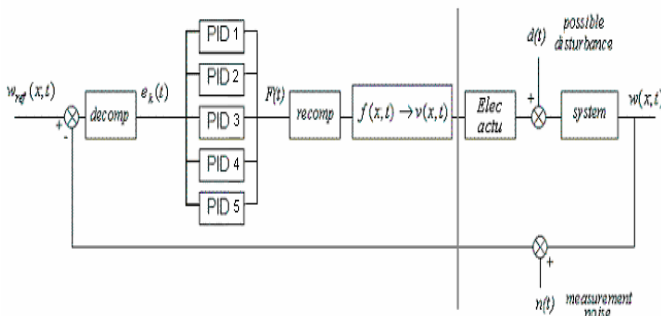 d(t)
possible
disturbance
w_ref(x,t)
+
-
decomp
e_k(t)
PID 1
PID 2
PID 3
PID 4
PID 5
F(t)
recomp
f(x,t)→v(x,t)
Elec
actu
+
system
w(x,t)
+
n(t)
measurement
noise